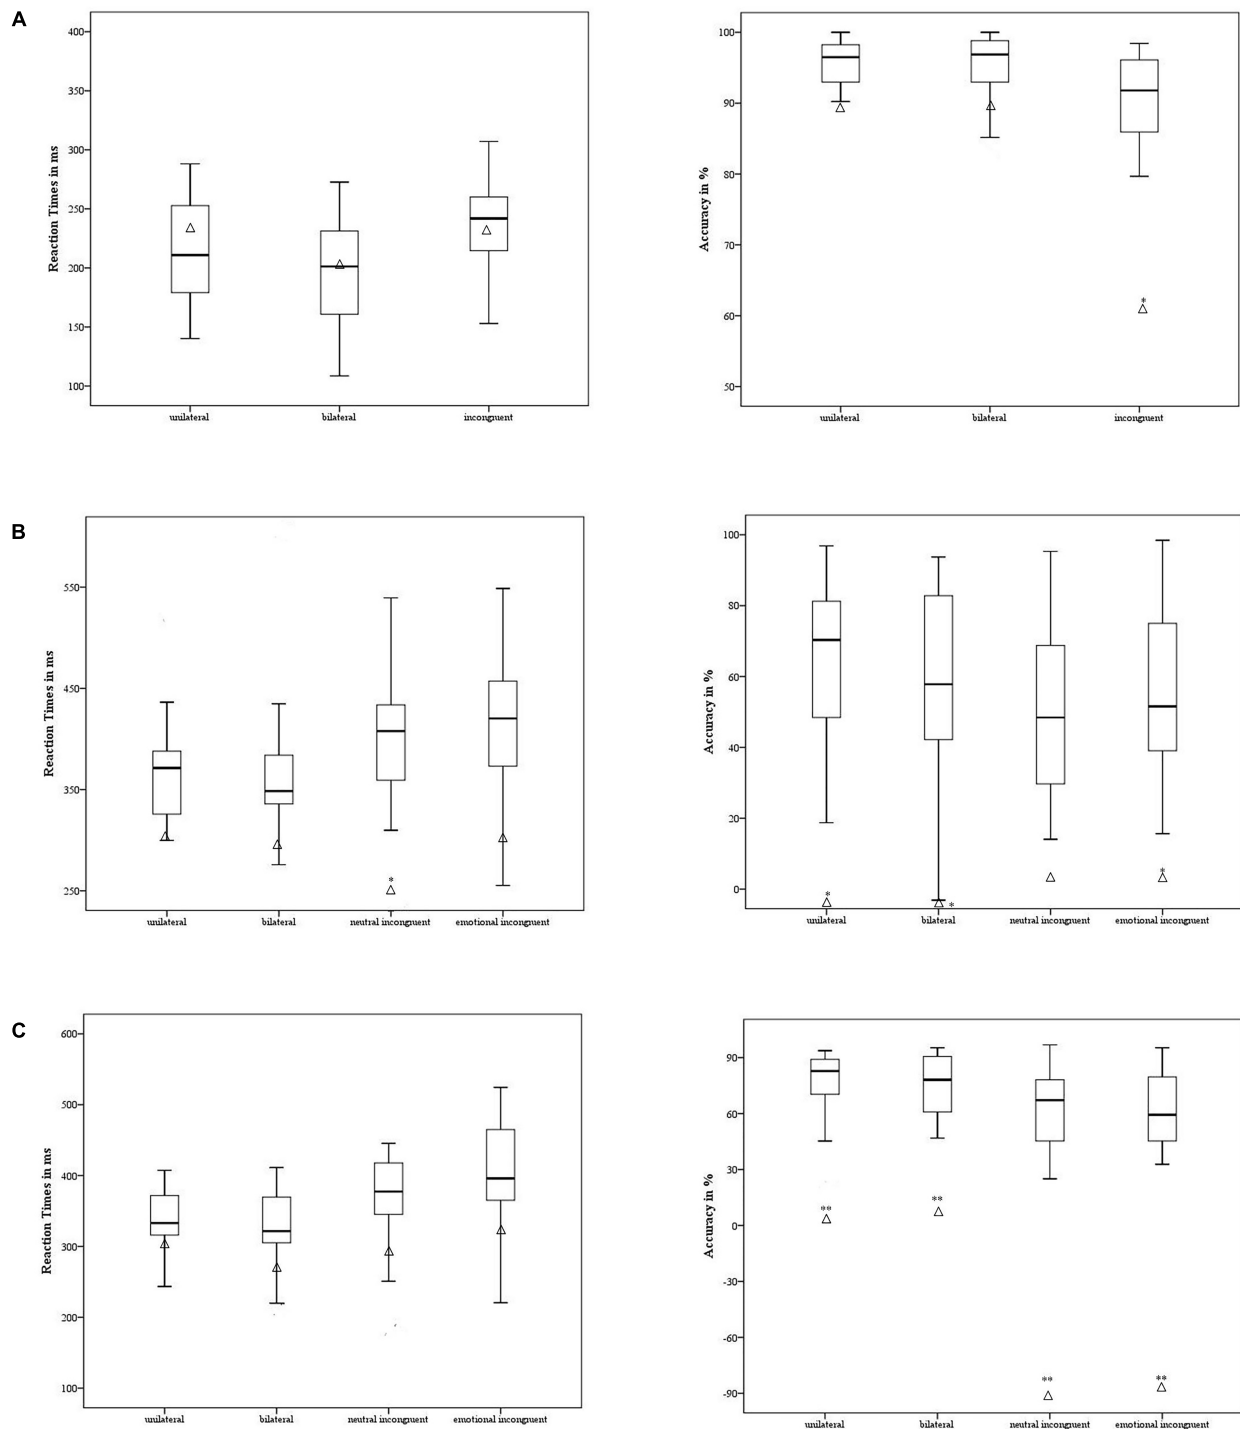 A
400
350
300
250
200
150
100
Reaction Times in ms
unilateral
bilateral
incongruent
100
90
80
70
60
50
Accuracy in %
*
unilateral
bilateral
incongruent
B
550
450
350
250
Reaction Times in ms
*
unilateral
bilateral
neutral incongruent
emotional incongruent
100
80
60
40
20
0
Accuracy in %
*
*
*
unilateral
bilateral
neutral incongruent
emotional incongruent
C
600
500
400
300
200
100
Reaction Times in ms
unilateral
bilateral
neutral incongruent
emotional incongruent
90
60
30
0
-30
-60
-90
Accuracy in %
**
**
**
**
unilateral
bilateral
neutral incongruent
emotional incongruent